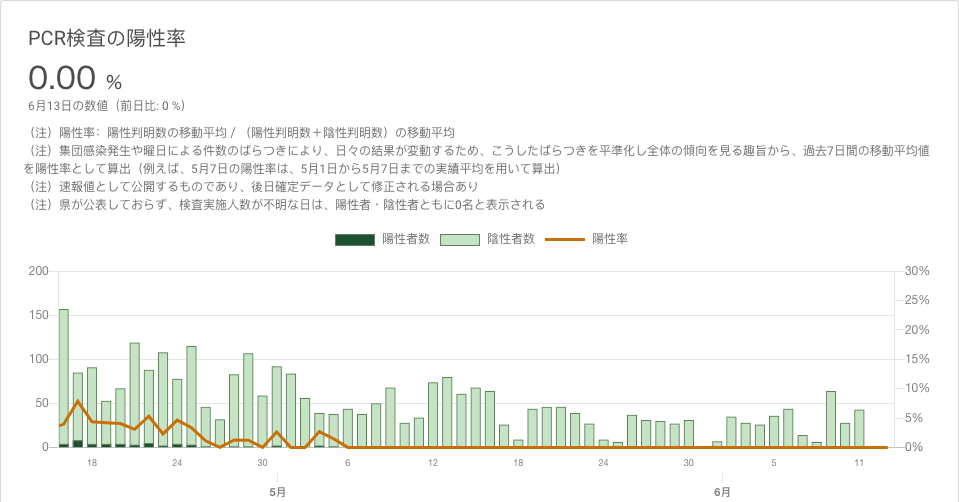 PCR検査の陽性率
0.00 %
6月13日の数値（前日比: 0 %）
（注）陽性率：陽性判明数の移動平均 / （陽性判明数＋陰性判明数）の移動平均
（注）集団感染発生や曜日による件数のばらつきにより、日々の結果が変動するため、こうしたばらつきを平準化し全体の傾向を見る趣旨から、過去7日間の移動平均値
を陽性率として算出（例えば、5月7日の陽性率は、5月1日から5月7日までの実績平均を用いて算出）
（注）速報値として公開するものであり、後日確定データとして修正される場合あり
（注）県が公表しておらず、検査実施人数が不明な日は、陽性者・陰性者ともに0名と表示される
陽性者数 陰性者数 陽性率
200 30%
25%
150
20%
100 15%
10%
50
5%
0 0%
18 24 30 6 12 18 24 30 5 11
5月 6月